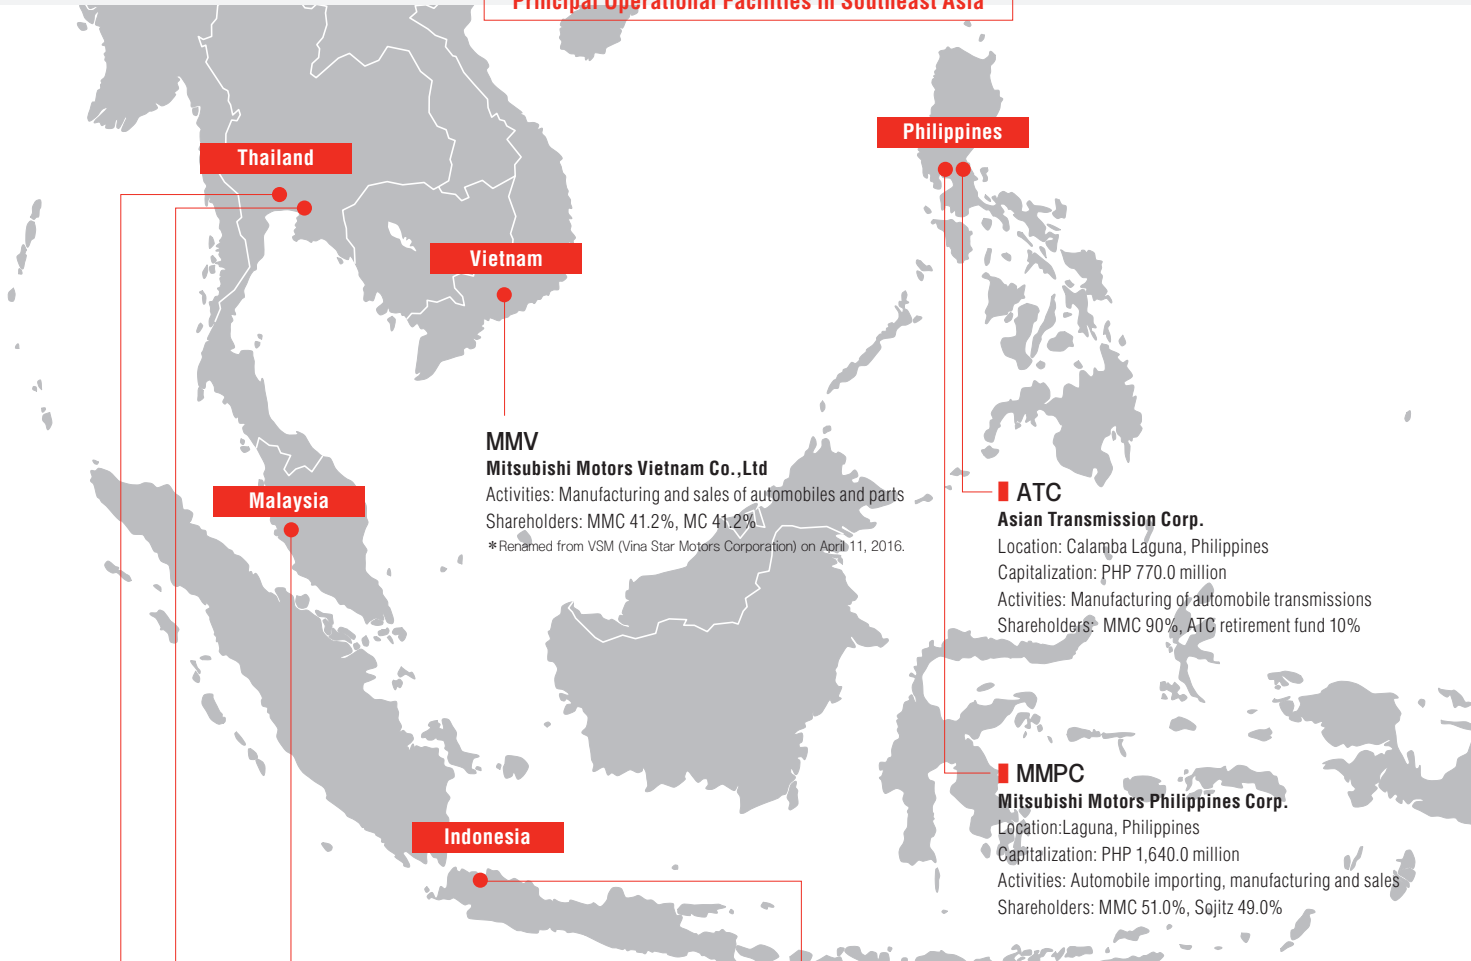 Principal Operational Facilities in Southeast Asia
Philippines
Thailand
Vietnam
MMV
Mitsubishi Motors Vietnam Co.,Ltd
Activities: Manufacturing and sales of automobiles and parts
Shareholders: MMC 41.2%, MC 41.2%
*Renamed from VSM (Vina Star Motors Corporation) on April 11, 2016.
Malaysia
ATC
Asian Transmission Corp.
Location: Calamba Laguna, Philippines
Capitalization: PHP 770.0 million
Activities: Manufacturing of automobile transmissions
Shareholders: MMC 90%, ATC retirement fund 10%
MMPC
Mitsubishi Motors Philippines Corp.
Location:Laguna, Philippines
Capitalization: PHP 1,640.0 million
Activities: Automobile importing, manufacturing and sales
Shareholders: MMC 51.0%, Sojitz 49.0%
Indonesia